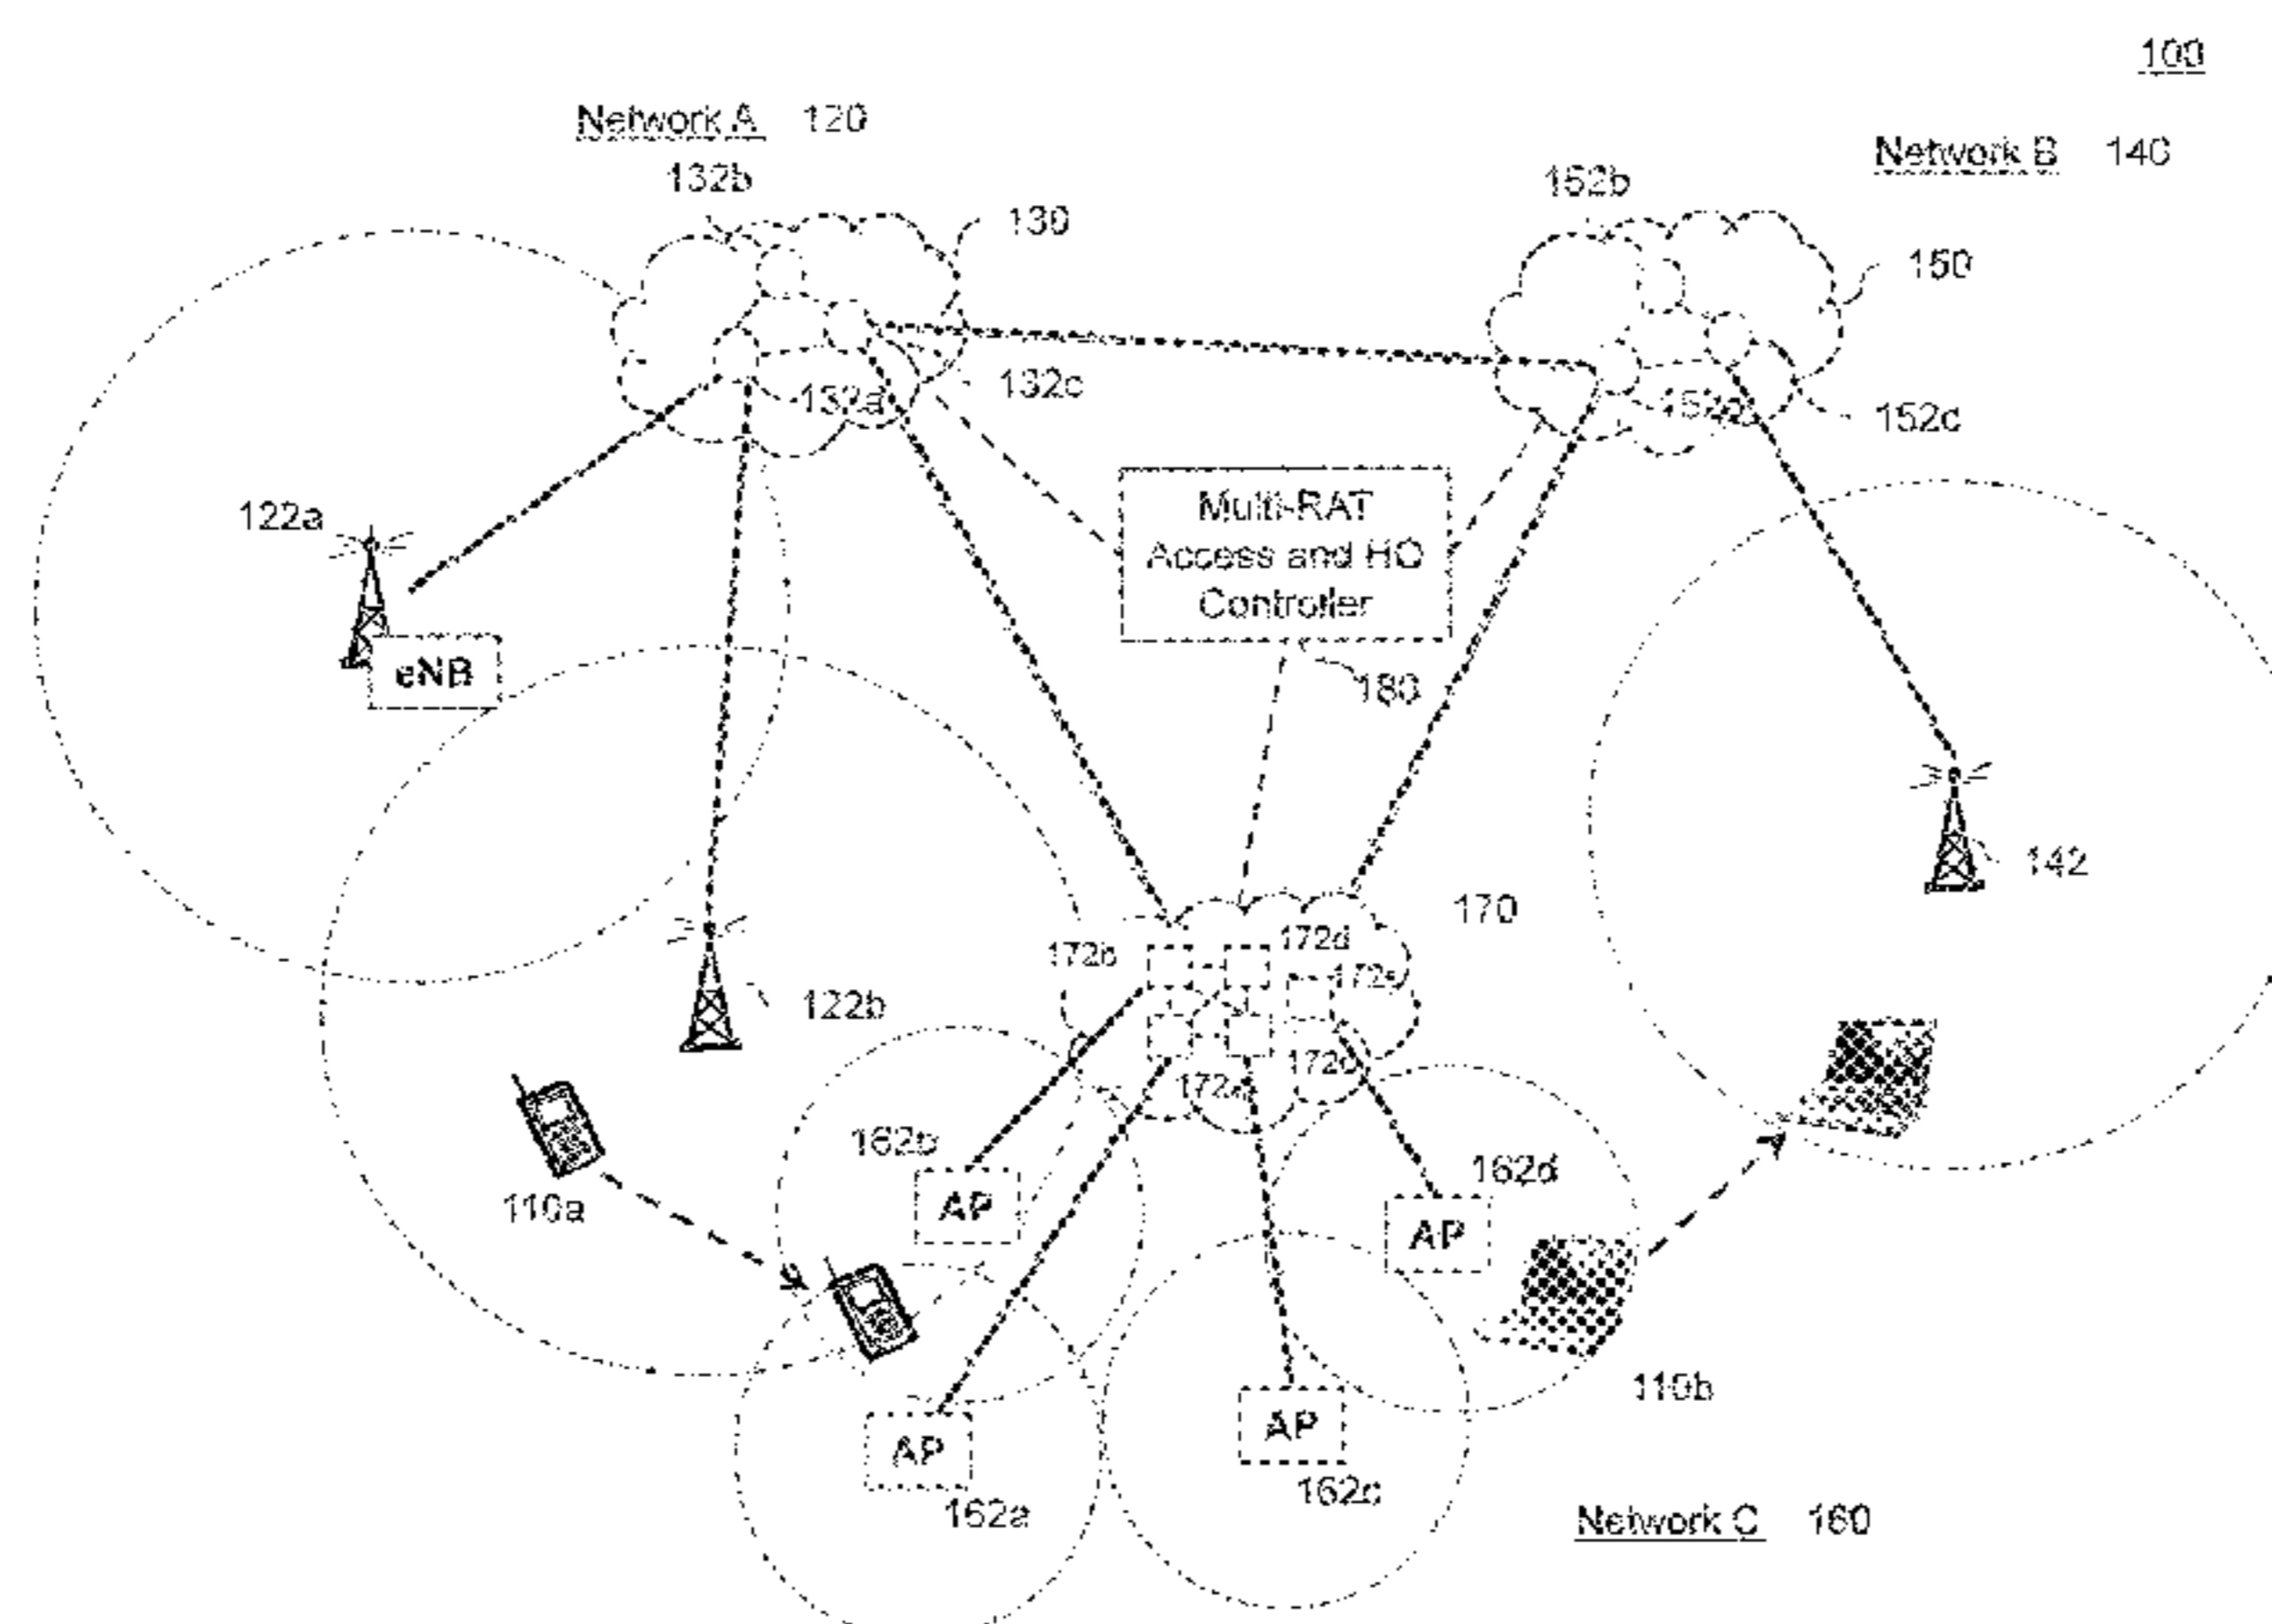 100
Network A 120
Network B 140
132b
152b
130
150
132c
132a
152a
152c
Multi-RAT
Access and HO
Controller
122a
eNB
180
142
170
172b
172d
122b
172c
172a
162b
162d
110a
AP
AP
110b
AP
AP
162c
162a
Network C 160